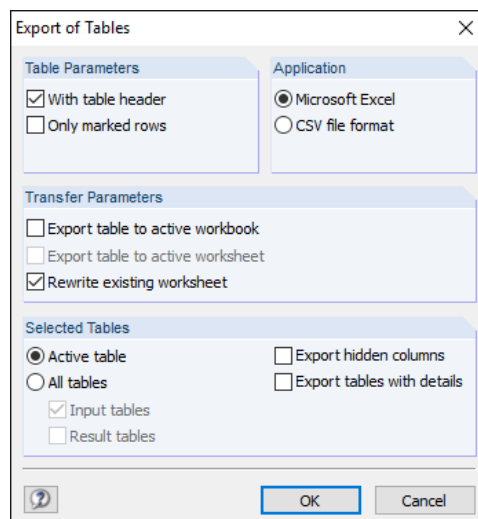 Export of Tables
Table Parameters
With table header
Only marked rows
Application
Microsoft Excel
CSV file format
Transfer Parameters
Export table to active workbook
Export table to active worksheet
Rewrite existing worksheet
Selected Tables
Active table
All tables
Input tables
Result tables
Export hidden columns
Export tables with details
OK
Cancel